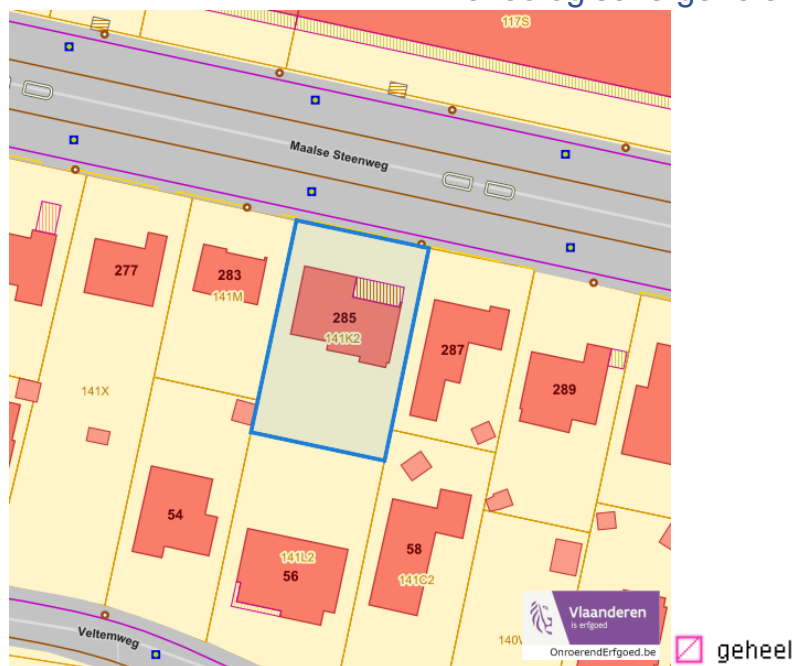 117S
Maalse Steenweg
277
283
141M
285
141K2
287
289
141X
54
141L2
56
58
141C2
Veltemweg
Vlaanderen
is erfgoed
OnroerendErfgoed.be
geheel